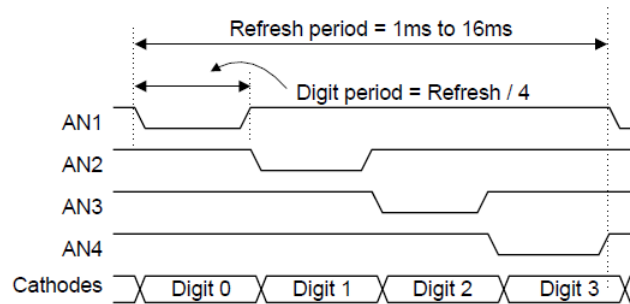 Refresh period = 1ms to 16ms
Digit period = Refresh / 4
AN1
AN2
AN3
AN4
Cathodes Digit 0 Digit 1 Digit 2 Digit 3